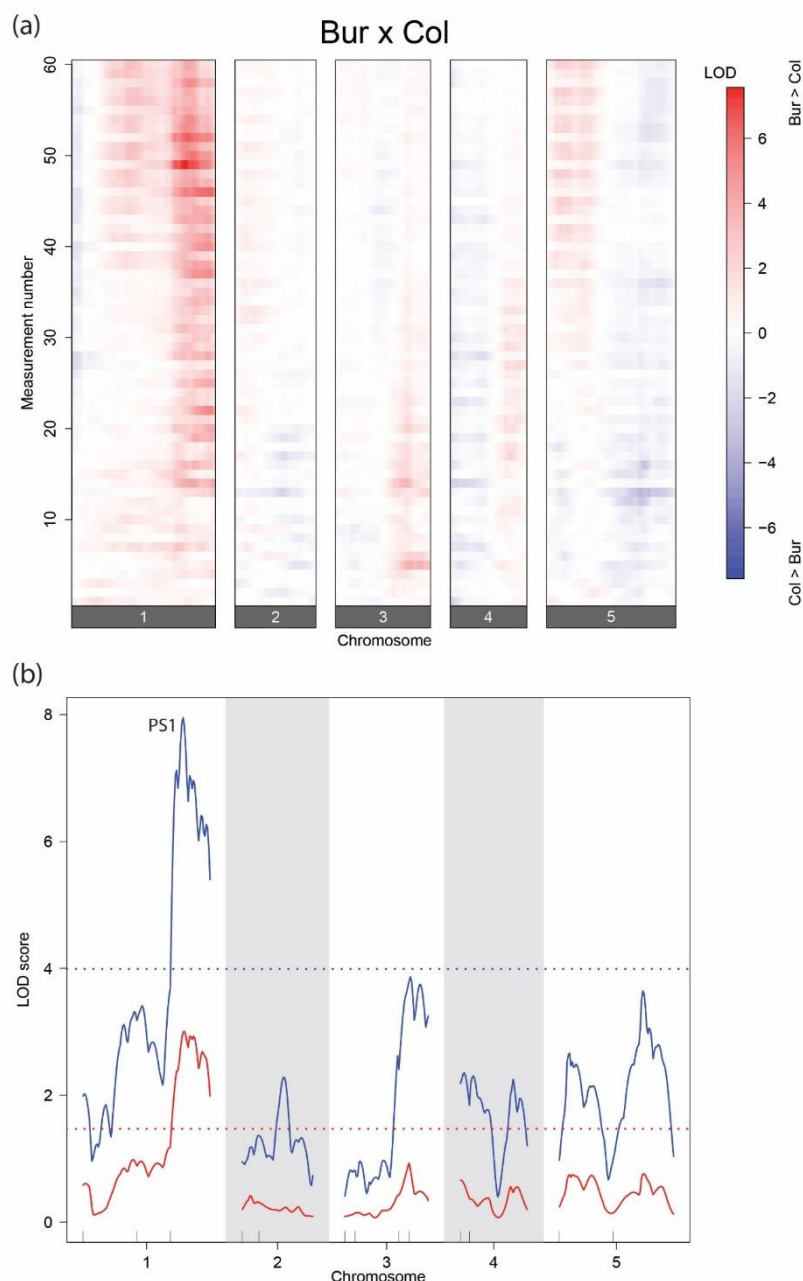 (a)
Bur x Col
60
50
40
30
20
10
Measurement number
1 2 3 4 5
Chromosome
LOD
6
4
2
0
−2
−4
−6
Bur > Col
Col > Bur
(b)
8
6
4
2
0
LOD score
PS1
1 2 3 4 5
Chromosome